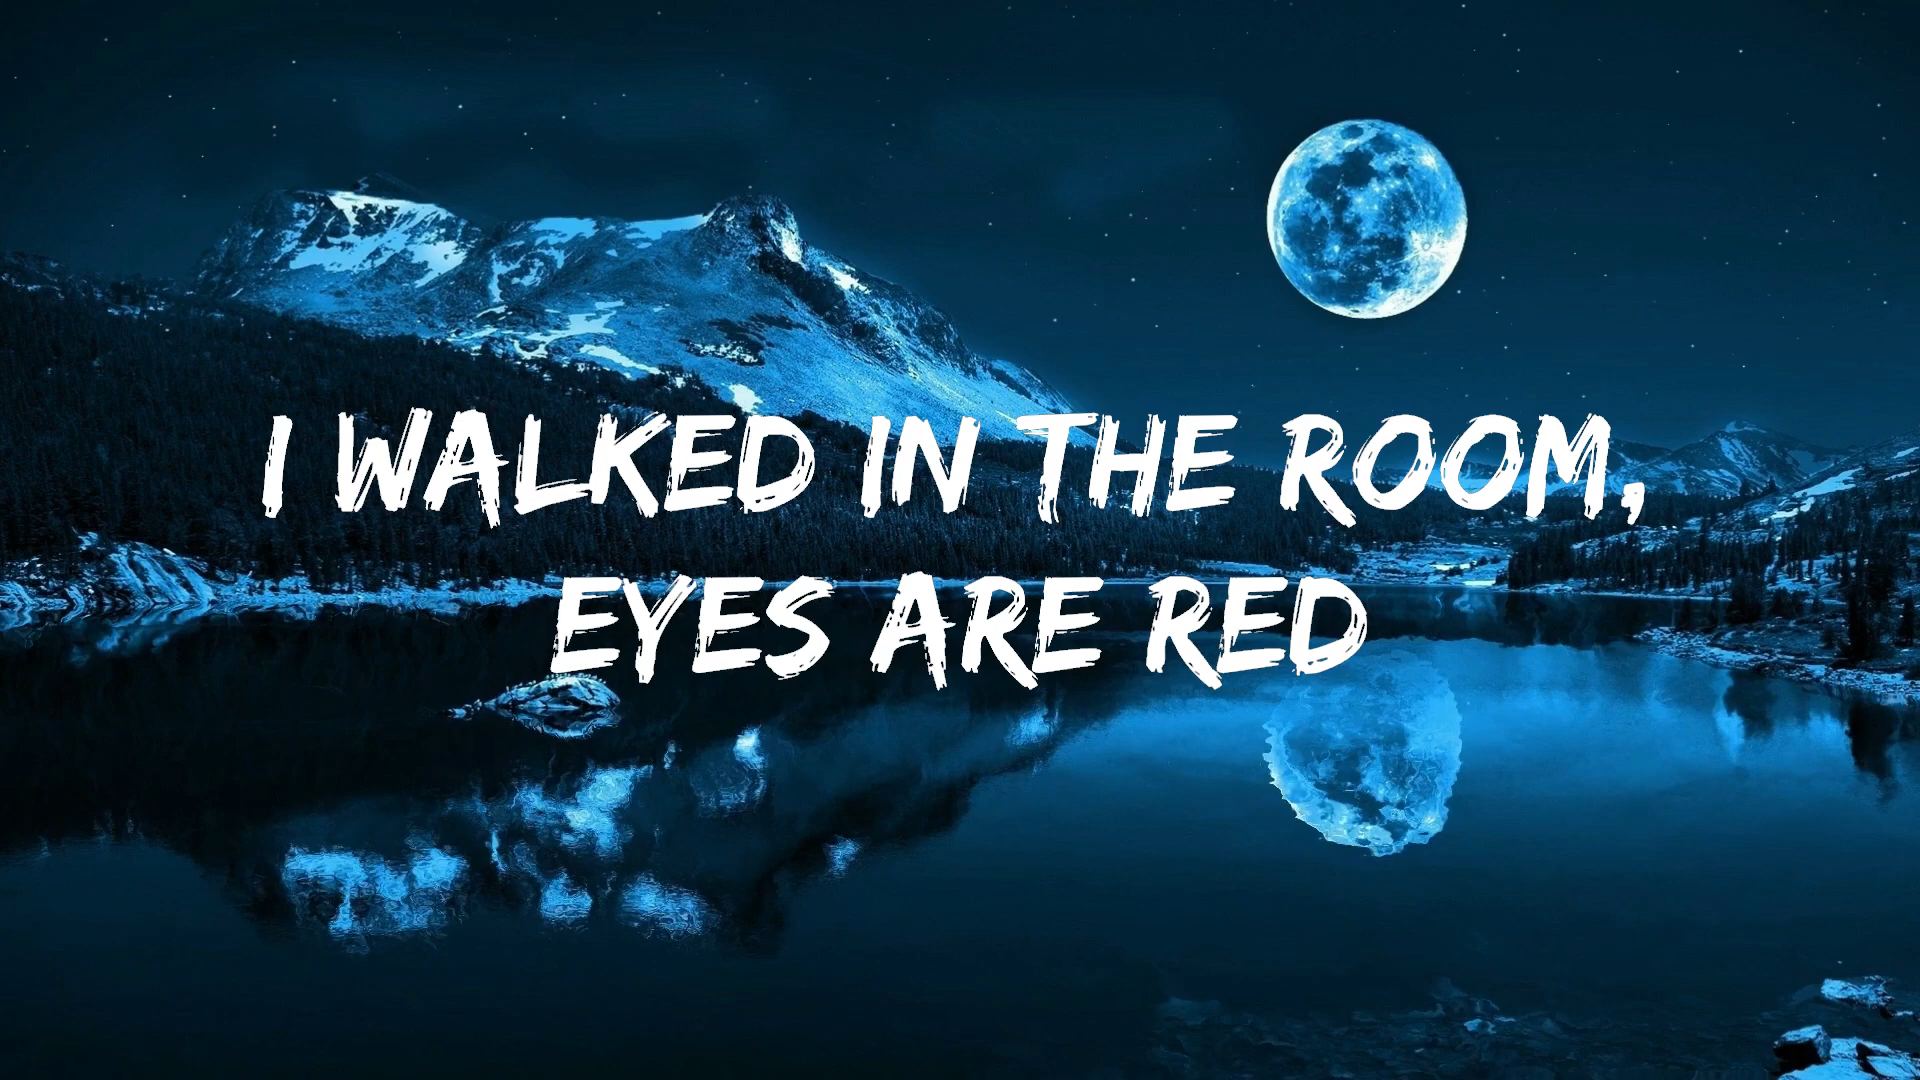 I WALKED IN THE ROOM,
EYES ARE RED